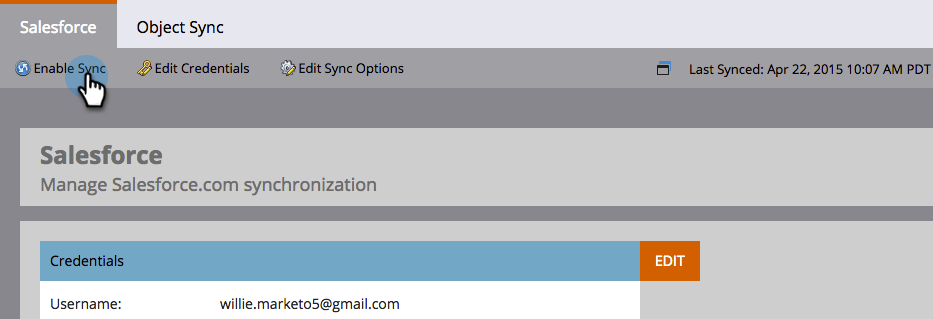 Salesforce Object Sync
Enable Sync Edit Credentials Edit Sync Options Last Synced: Apr 22, 2015 10:07 AM PDT
Salesforce
Manage Salesforce.com synchronization
Credentials EDIT
Username: willie.marketo5@gmail.com